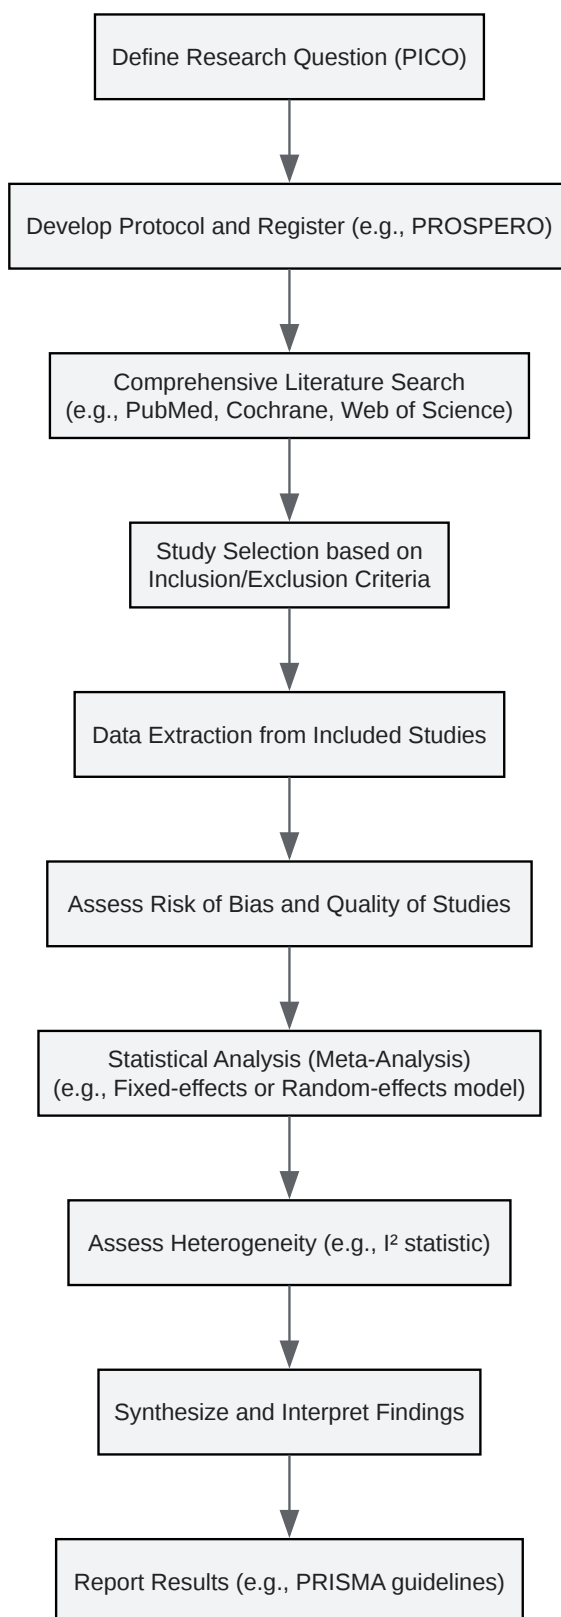 Define Research Question (PICO)
Develop Protocol and Register (e.g., PROSPERO)
Comprehensive Literature Search
(e.g., PubMed, Cochrane, Web of Science)
Study Selection based on
Inclusion/Exclusion Criteria
Data Extraction from Included Studies
Assess Risk of Bias and Quality of Studies
Statistical Analysis (Meta-Analysis)
(e.g., Fixed-effects or Random-effects model)
Assess Heterogeneity (e.g., I² statistic)
Synthesize and Interpret Findings
Report Results (e.g., PRISMA guidelines)